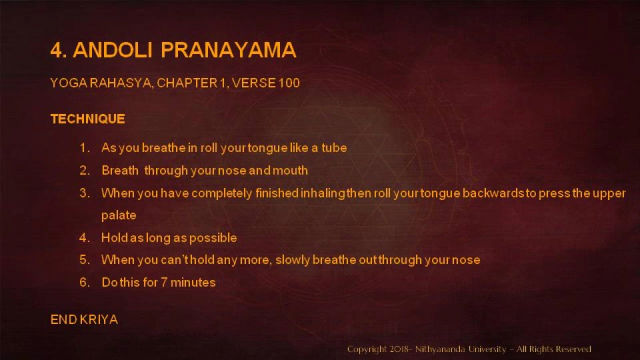 4. ANDOLI PRANAYAMA
YOGA RAHASYA, CHAPTER 1, VERSE 100
TECHNIQUE
1. As you breathe in roll your tongue like a tube
2. Breath through your nose and mouth
3. When you have completely finished inhaling then roll your tongue backwards to press the upper
palate
4. Hold as long as possible
5. When you can't hold any more, slowly breathe out through your nose
6. Do this for 7 minutes
END KRIYA
Copyright 2018- Nithyananda University - All Rights Reserved